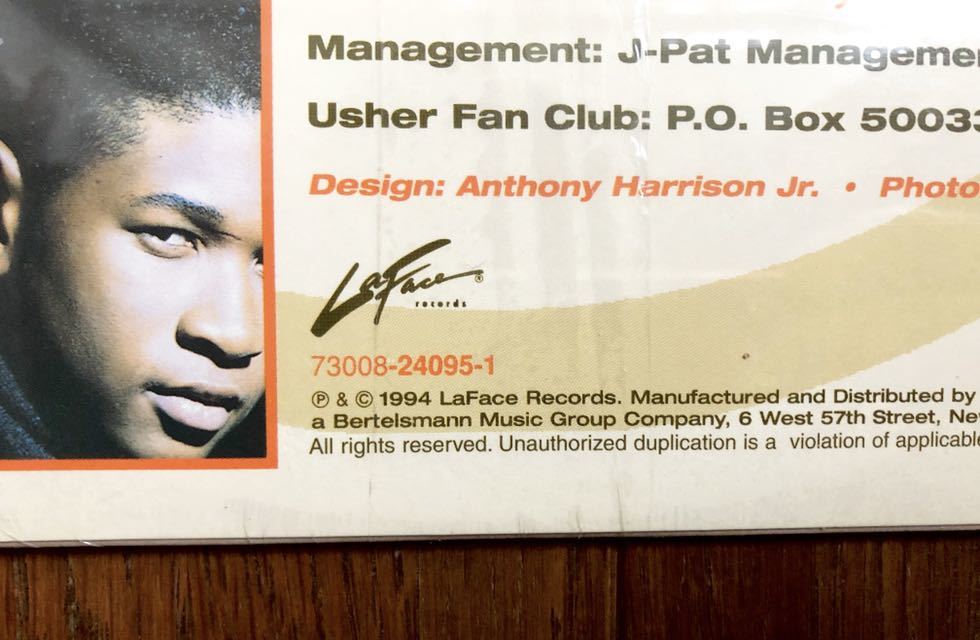 Management: J-Pat Manageme
Usher Fan Club: P.O. Box 50033
Design: Anthony Harrison Jr. • Photo
LaFace ®
records
73008-24095-1
℗ & © 1994 LaFace Records. Manufactured and Distributed by
a Bertelsmann Music Group Company, 6 West 57th Street, Ne
All rights reserved. Unauthorized duplication is a violation of applicable